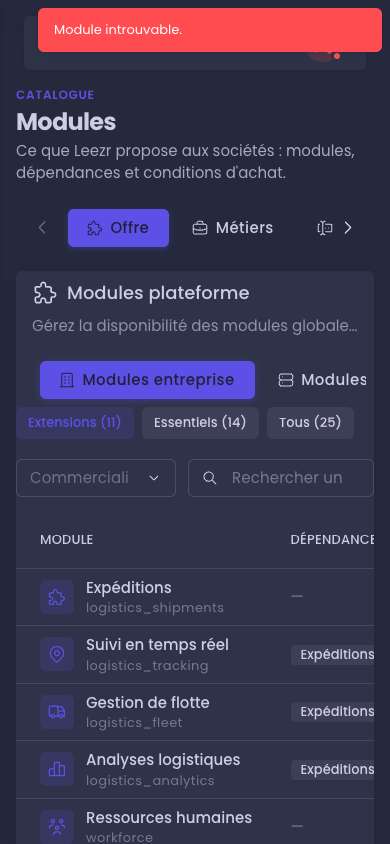 Module introuvable.
CATALOGUE
Modules
Ce que Leezr propose aux sociétés : modules,
dépendances et conditions d'achat.
Offre
Métiers
Modules plateforme
Gérez la disponibilité des modules globale...
Modules entreprise
Modules
Extensions (11)
Essentiels (14)
Tous (25)
Commerciali
Rechercher un
MODULE
DÉPENDANCE
Expéditions
logistics_shipments
—
Suivi en temps réel
logistics_tracking
Expéditions
Gestion de flotte
logistics_fleet
Expéditions
Analyses logistiques
logistics_analytics
Expéditions
Ressources humaines
workforce
—